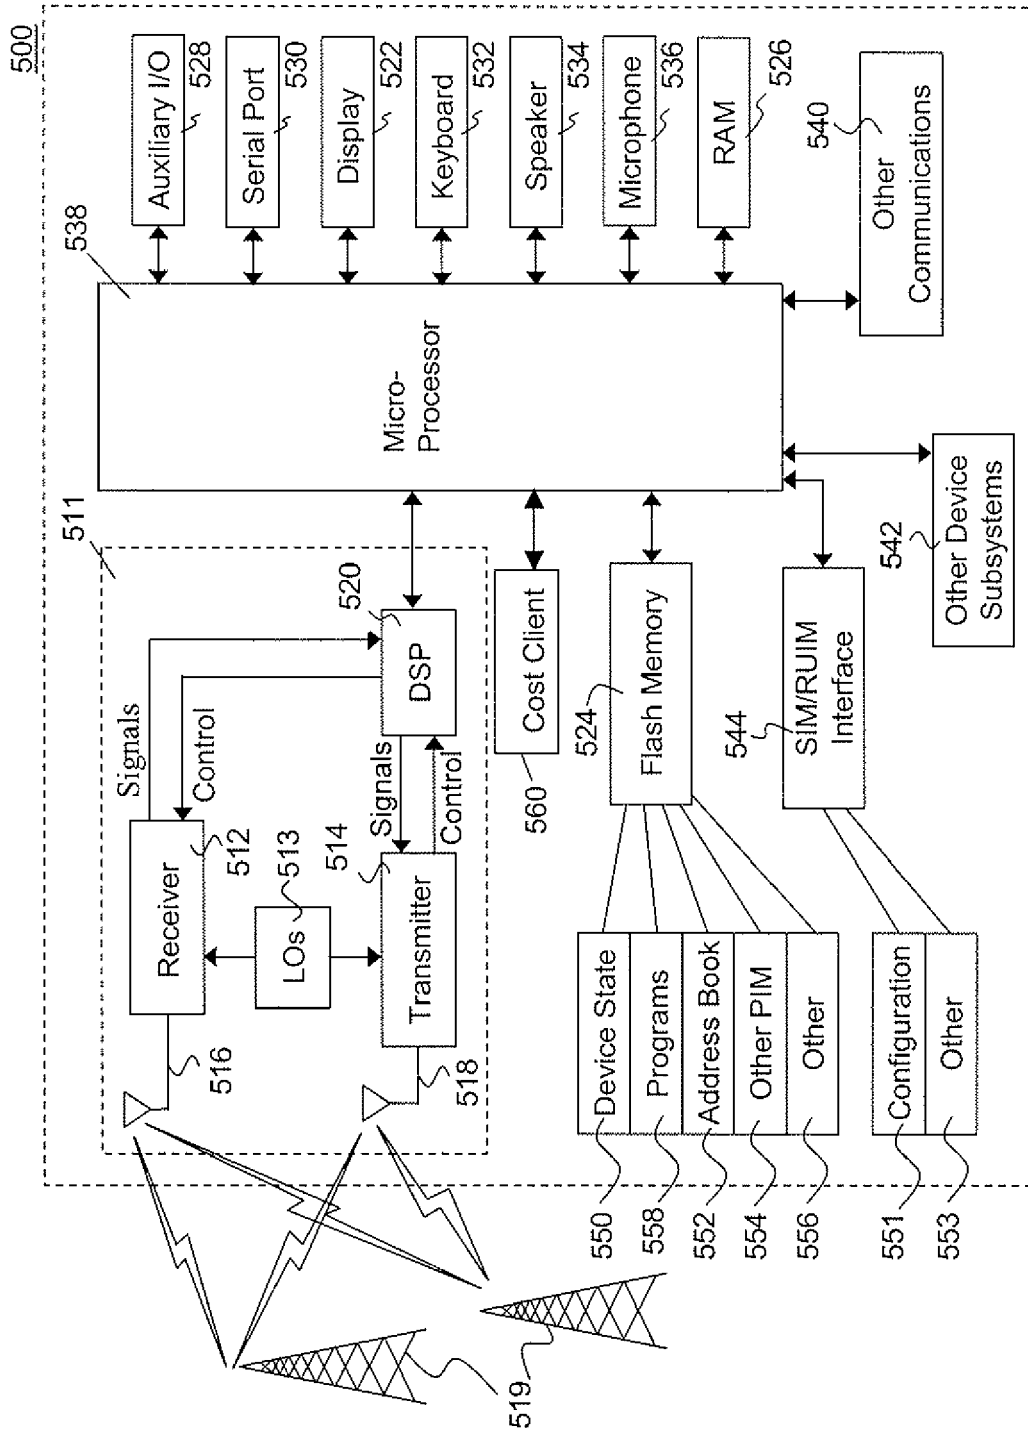 500
538
Auxiliary I/O
528
Serial Port
530
Display
522
Keyboard
532
Speaker
534
Microphone
536
RAM
526
Other
Communications
540
Micro-
Processor
511
Signals
Control
Receiver
512
LOs
513
Transmitter
514
Signals
Control
DSP
520
516
518
519
Cost Client
560
Flash Memory
524
SIM/RUIM
Interface
544
Other Device
Subsystems
542
Device State
550
Programs
558
Address Book
552
Other PIM
554
Other
556
Configuration
551
Other
553